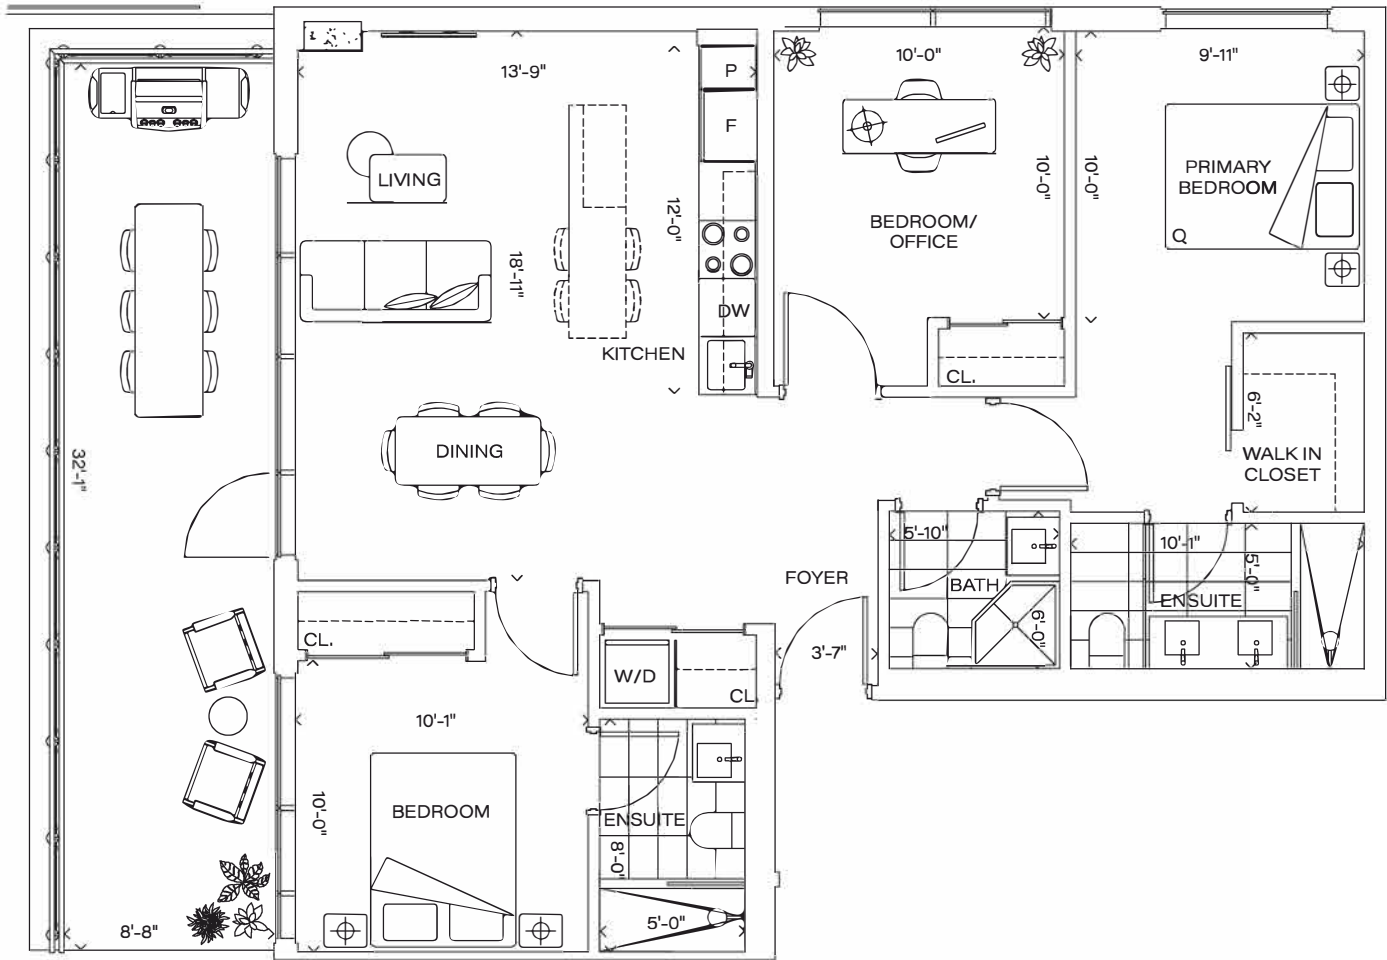 13'-9"
P
F
10'-0"
9'-11"
LIVING
12'-0"
10'-0"
10'-0"
PRIMARY
BEDROOM
Q
BEDROOM/
OFFICE
18'-11"
DW
KITCHEN
CL.
6'-2"
DINING
WALK IN
CLOSET
32'-1"
5'-10"
10'-1"
5'-0"
FOYER
BATH
ENSUITE
6'-0"
CL.
3'-7"
W/D
CL
10'-1"
10'-0"
BEDROOM
ENSUITE
8'-0"
8'-8"
5'-0"